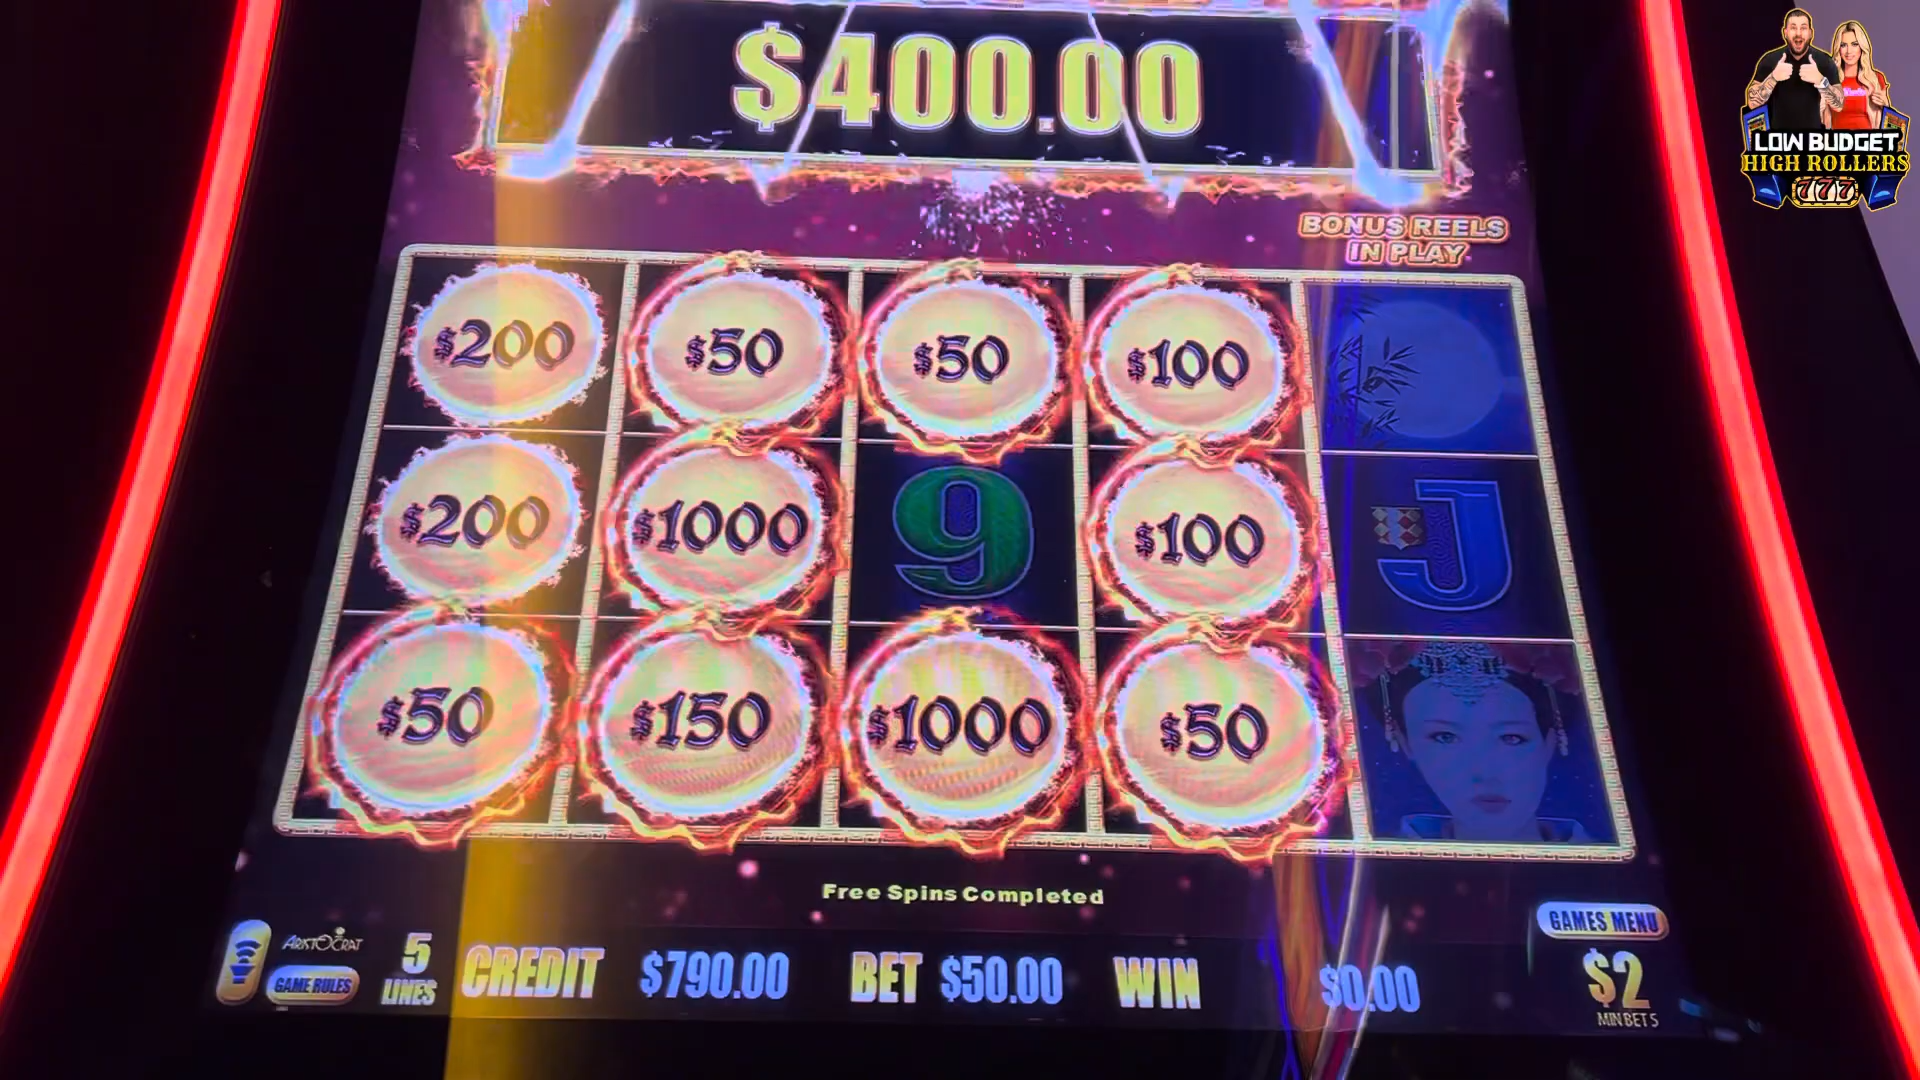 $400.00
LOW BUDGET
HIGH ROLLERS
777
BONUS REELS
IN PLAY
$200 $50 $50 $100
$200 $1000 9 $100 J
$50 $150 $1000 $50
Free Spins Completed
ARISTOCRAT
GAME RULES
5
LINES
CREDIT $790.00 BET $50.00 WIN $0.00
GAMES MENU
$2
MIN BET 5